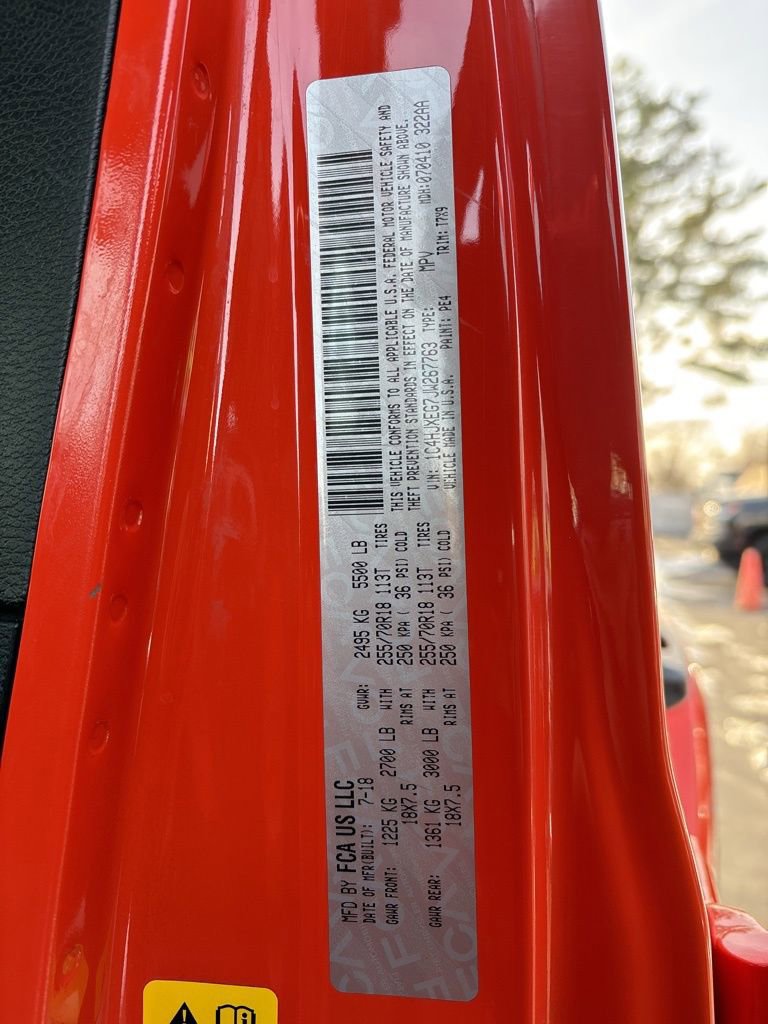 MFD BY FCA US LLC
DATE OF MFR(BUILT): 7-18 GVWR: 2495 KG 5500 LB
GAWR FRONT: 1225 KG 2700 LB WITH 255/70R18 113T TIRES
18X7.5 RIMS AT 250 KPA ( 36 PSI) COLD
GAWR REAR: 1361 KG 3000 LB WITH 255/70R18 113T TIRES
18X7.5 RIMS AT 250 KPA ( 36 PSI) COLD
THIS VEHICLE CONFORMS TO ALL APPLICABLE U.S.A. FEDERAL MOTOR VEHICLE SAFETY AND
THEFT PREVENTION STANDARDS IN EFFECT ON THE DATE OF MANUFACTURE SHOWN ABOVE.
VIN: 1C4HJXEG7JW267763 TYPE: MPV MDH:070410 322AA
VEHICLE MADE IN U.S.A. PAINT: PE4 TRIM: T7X9